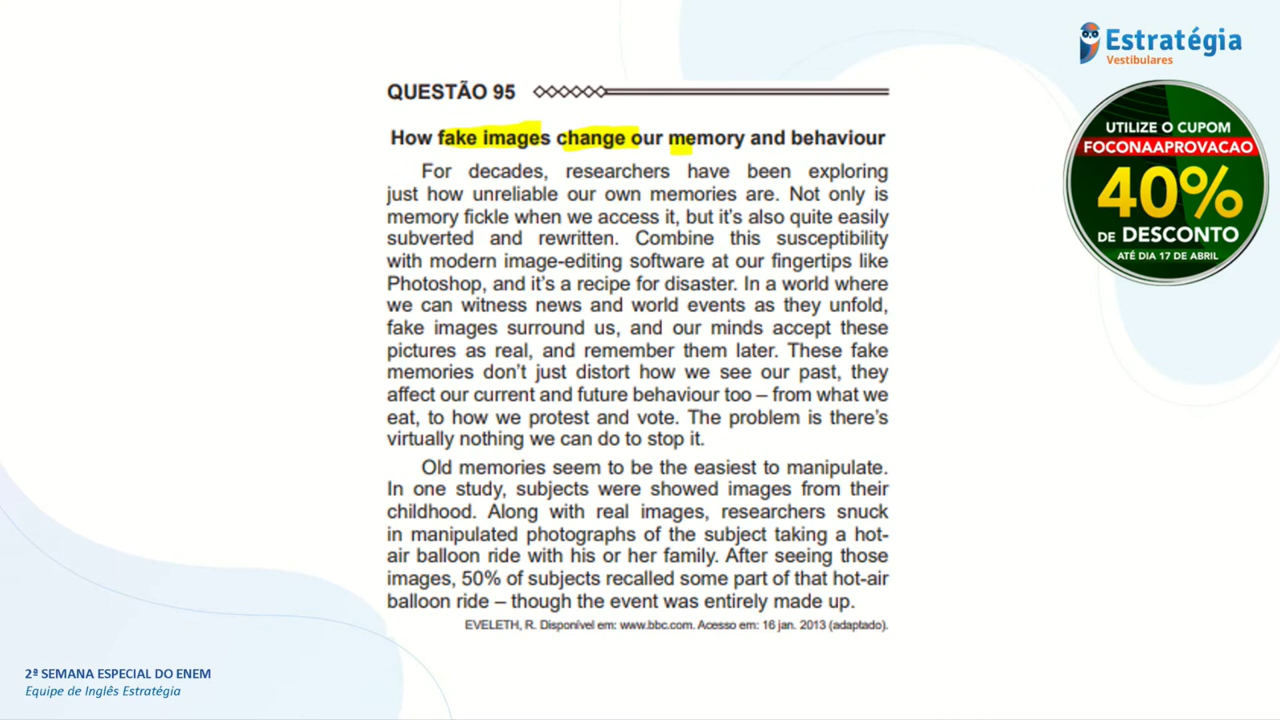 Estratégia
Vestibulares
UTILIZE O CUPOM
FOCONAAPROVACAO
40%
DE DESCONTO
ATÉ DIA 17 DE ABRIL
QUESTÃO 95
How fake images change our memory and behaviour
For decades, researchers have been exploring
just how unreliable our own memories are. Not only is
memory fickle when we access it, but it's also quite easily
subverted and rewritten. Combine this susceptibility
with modern image-editing software at our fingertips like
Photoshop, and it's a recipe for disaster. In a world where
we can witness news and world events as they unfold,
fake images surround us, and our minds accept these
pictures as real, and remember them later. These fake
memories don't just distort how we see our past, they
affect our current and future behaviour too – from what we
eat, to how we protest and vote. The problem is there's
virtually nothing we can do to stop it.
Old memories seem to be the easiest to manipulate.
In one study, subjects were showed images from their
childhood. Along with real images, researchers snuck
in manipulated photographs of the subject taking a hot-
air balloon ride with his or her family. After seeing those
images, 50% of subjects recalled some part of that hot-air
balloon ride – though the event was entirely made up.
EVELETH, R. Disponível em: www.bbc.com. Acesso em: 16 jan. 2013 (adaptado).
2ª SEMANA ESPECIAL DO ENEM
Equipe de Inglês Estratégia